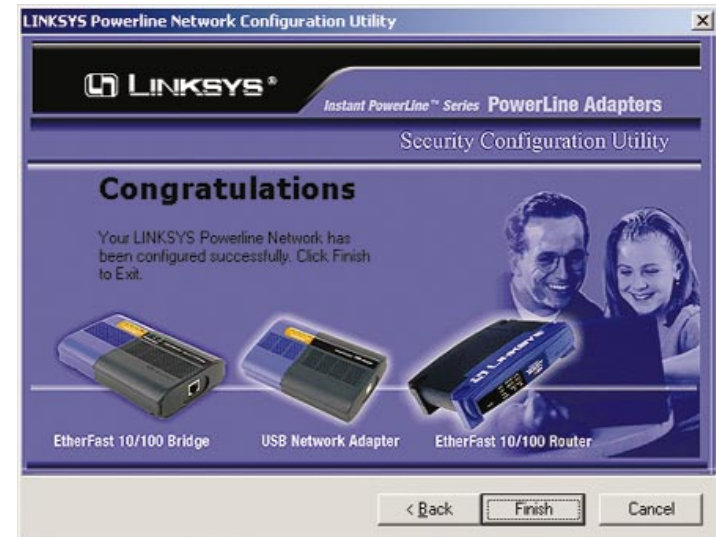 LINKSYS Powerline Network Configuration Utility
LINKSYS®
Instant PowerLine™ Series PowerLine Adapters
Security Configuration Utility
Congratulations
Your LINKSYS Powerline Network has
been configured successfully. Click Finish
to Exit.
LINKSYS
EtherFast 10/100 Bridge
USB Network Adapter
EtherFast 10/100 Router
< Back
Finish
Cancel